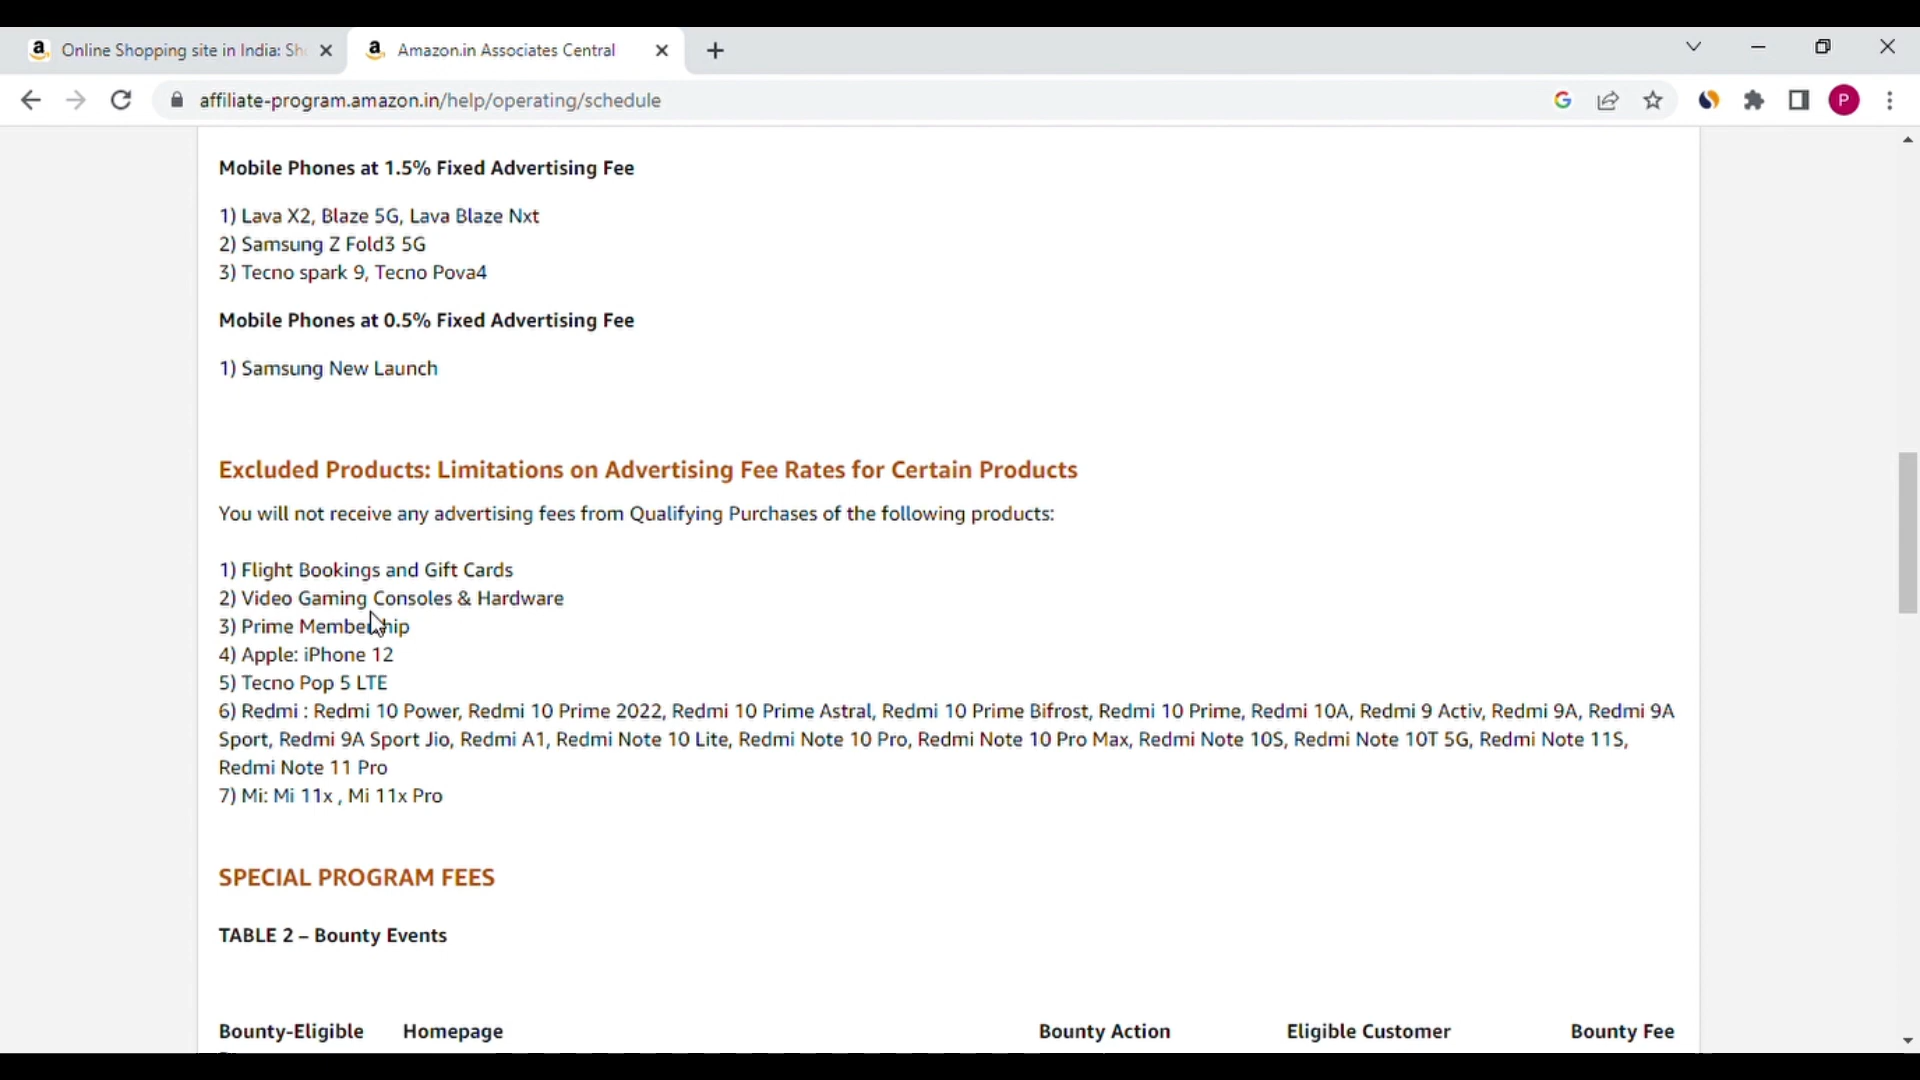 Online Shopping site in India: Sh
Amazon.in Associates Central
affiliate-program.amazon.in/help/operating/schedule
P
Mobile Phones at 1.5% Fixed Advertising Fee
1) Lava X2, Blaze 5G, Lava Blaze Nxt
2) Samsung Z Fold3 5G
3) Tecno spark 9, Tecno Pova4
Mobile Phones at 0.5% Fixed Advertising Fee
1) Samsung New Launch
Excluded Products: Limitations on Advertising Fee Rates for Certain Products
You will not receive any advertising fees from Qualifying Purchases of the following products:
1) Flight Bookings and Gift Cards
2) Video Gaming Consoles & Hardware
3) Prime Membership
4) Apple: iPhone 12
5) Tecno Pop 5 LTE
6) Redmi : Redmi 10 Power, Redmi 10 Prime 2022, Redmi 10 Prime Astral, Redmi 10 Prime Bifrost, Redmi 10 Prime, Redmi 10A, Redmi 9 Activ, Redmi 9A, Redmi 9A
Sport, Redmi 9A Sport Jio, Redmi A1, Redmi Note 10 Lite, Redmi Note 10 Pro, Redmi Note 10 Pro Max, Redmi Note 10S, Redmi Note 10T 5G, Redmi Note 11S,
Redmi Note 11 Pro
7) Mi: Mi 11x , Mi 11x Pro
SPECIAL PROGRAM FEES
TABLE 2 – Bounty Events
Bounty-Eligible Homepage Bounty Action Eligible Customer Bounty Fee